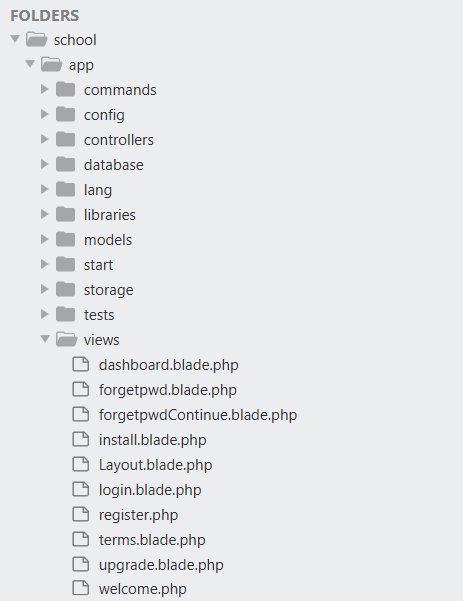 FOLDERS
school
app
commands
config
controllers
database
lang
libraries
models
start
storage
tests
views
dashboard.blade.php
forgetpwd.blade.php
forgetpwdContinue.blade.php
install.blade.php
Layout.blade.php
login.blade.php
register.php
terms.blade.php
upgrade.blade.php
welcome.php